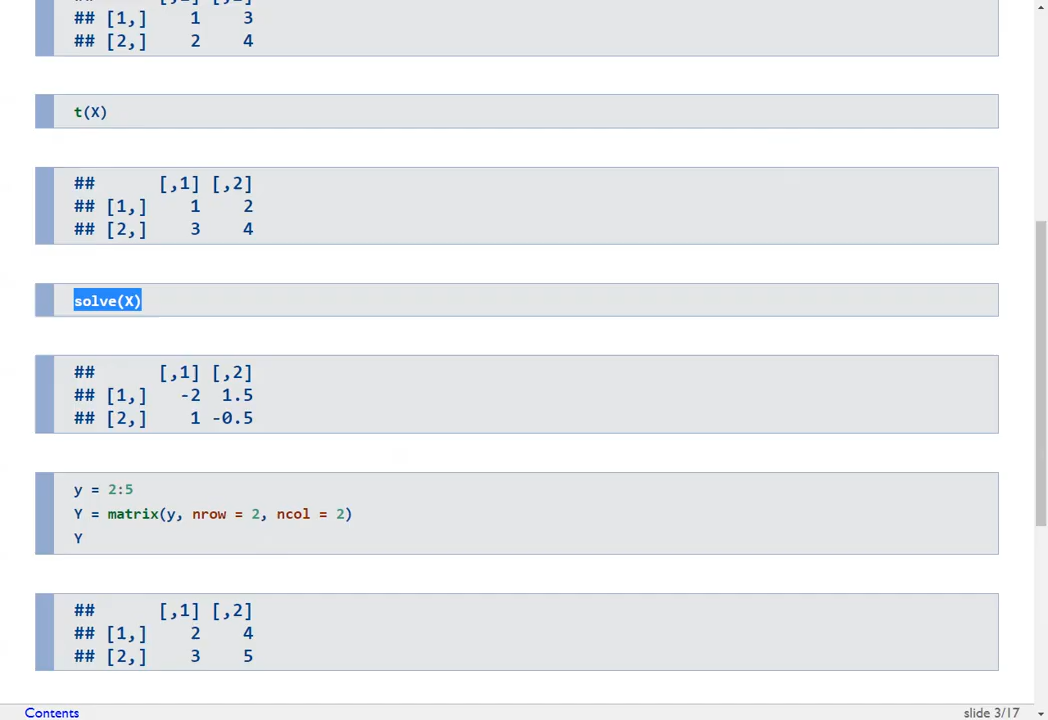 ## [1,] 1 3
## [2,] 2 4
t(X)
## [,1] [,2]
## [1,] 1 2
## [2,] 3 4
solve(X)
## [,1] [,2]
## [1,] -2 1.5
## [2,] 1 -0.5
y = 2:5
Y = matrix(y, nrow = 2, ncol = 2)
Y
## [,1] [,2]
## [1,] 2 4
## [2,] 3 5
Contents
slide 3/17